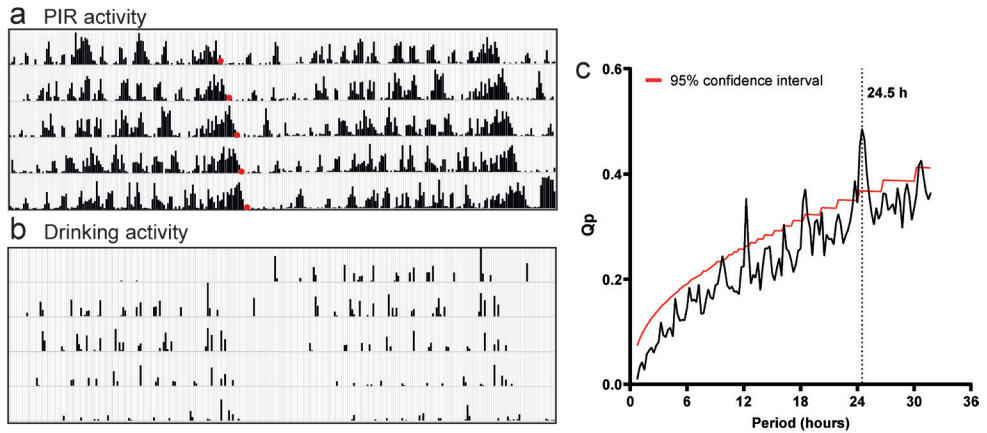 a PIR activity
b Drinking activity
C
95% confidence interval
24.5 h
Qp
0.6
0.4
0.2
0.0
0 6 12 18 24 30 36
Period (hours)